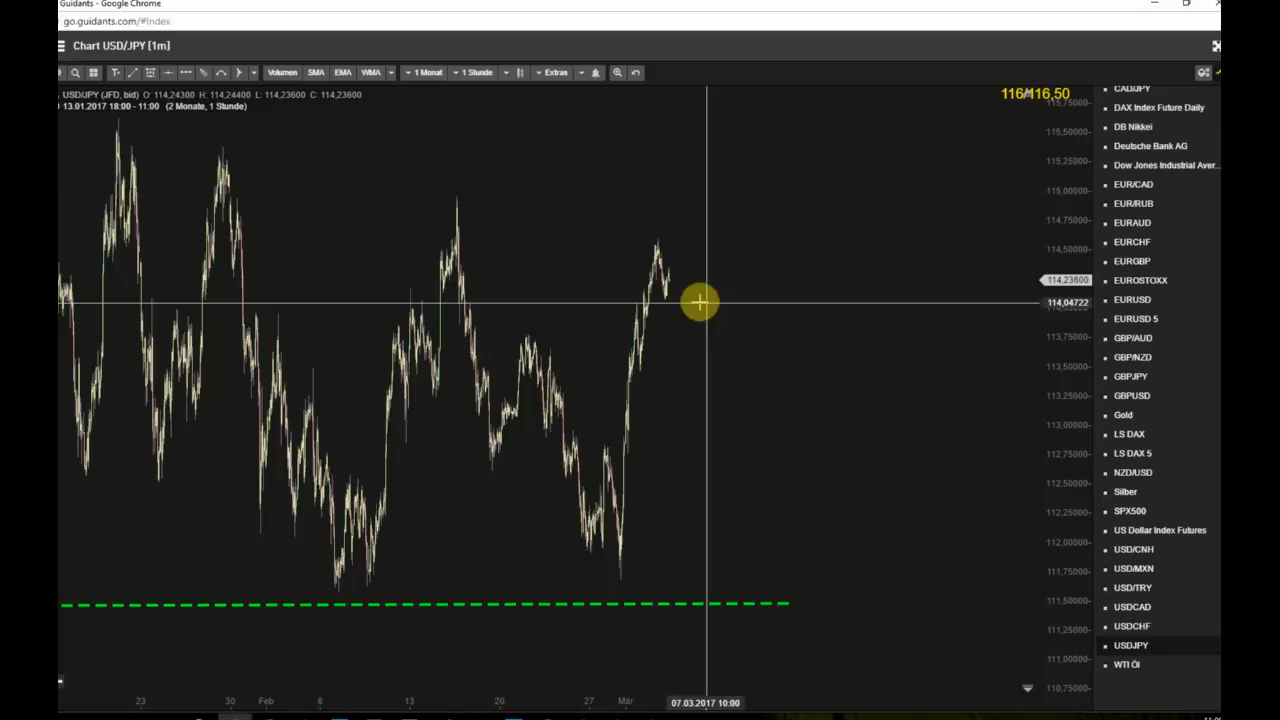 Guidants - Google Chrome
go.guidants.com/#Index
Chart USD/JPY [1m]
Volumen SMA EMA WMA 1 Monat 1 Stunde Extras
USD/JPY (JFD, bid) O: 114,24300 H: 114,24400 L: 114,23600 C: 114,23600
13.01.2017 18:00 - 11:00 (2 Monate, 1 Stunde)
116/116,50
115,75000
115,50000
115,25000
115,00000
114,75000
114,50000
114,23600
114,04722
113,75000
113,50000
113,25000
113,00000
112,75000
112,50000
112,25000
112,00000
111,75000
111,50000
111,25000
111,00000
110,75000
23 30 Feb 6 13 20 27 Mär 07.03.2017 10:00
CAD/JPY
DAX Index Future Daily
DB Nikkei
Deutsche Bank AG
Dow Jones Industrial Aver...
EUR/CAD
EUR/RUB
EURAUD
EURCHF
EURGBP
EUROSTOXX
EURUSD
EURUSD 5
GBP/AUD
GBP/NZD
GBPJPY
GBPUSD
Gold
LS DAX
LS DAX 5
NZD/USD
Silber
SPX500
US Dollar Index Futures
USD/CNH
USD/MXN
USD/TRY
USDCAD
USDCHF
USDJPY
WTI Öl